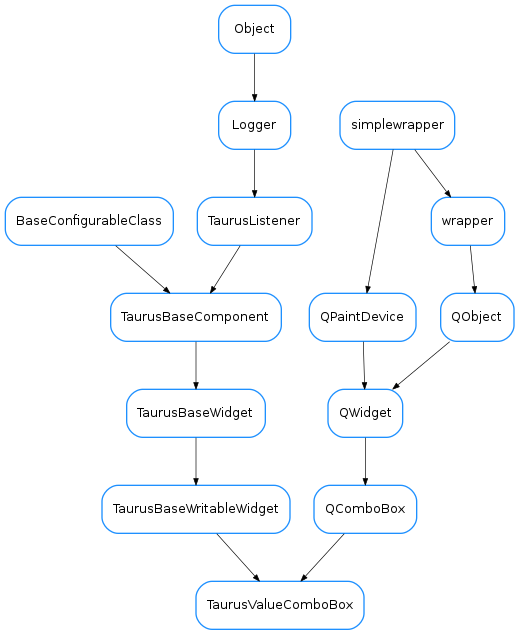 Object
Logger
simplewrapper
BaseConfigurableClass
TaurusListener
wrapper
TaurusBaseComponent
QPaintDevice
QObject
TaurusBaseWidget
QWidget
TaurusBaseWritableWidget
QComboBox
TaurusValueComboBox